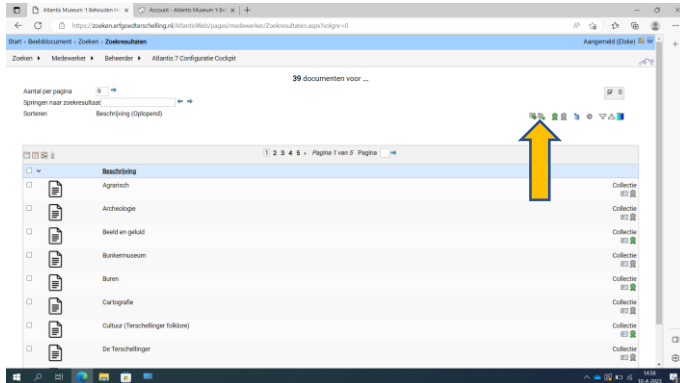 Atlantis Museum 't Behouden H
Account - Atlantis Museum 't Be
https://zoeken.erfgoedterschelling.nl/AtlantisWeb/pages/medewerker/Zoekresultaten.aspx?volgnr=0
Start › Beelddocument › Zoeken › Zoekresultaten
Aangemeld (Elske)
Zoeken Medewerker Beheerder Atlantis 7 Configuratie Cockpit
39 documenten voor ...
Aantal per pagina 9
0
Springen naar zoekresultaat
Sorteren Beschrijving (Oplopend)
1 2 3 4 5 › Pagina 1 van 5 Pagina
Beschrijving
Agrarisch Collectie
Archeologie Collectie
Beeld en geluid Collectie
Bunkermuseum Collectie
Buren Collectie
Cartografie Collectie
Cultuur (Terschellinger folklore) Collectie
De Terschellinger Collectie
14:58
10-4-2023